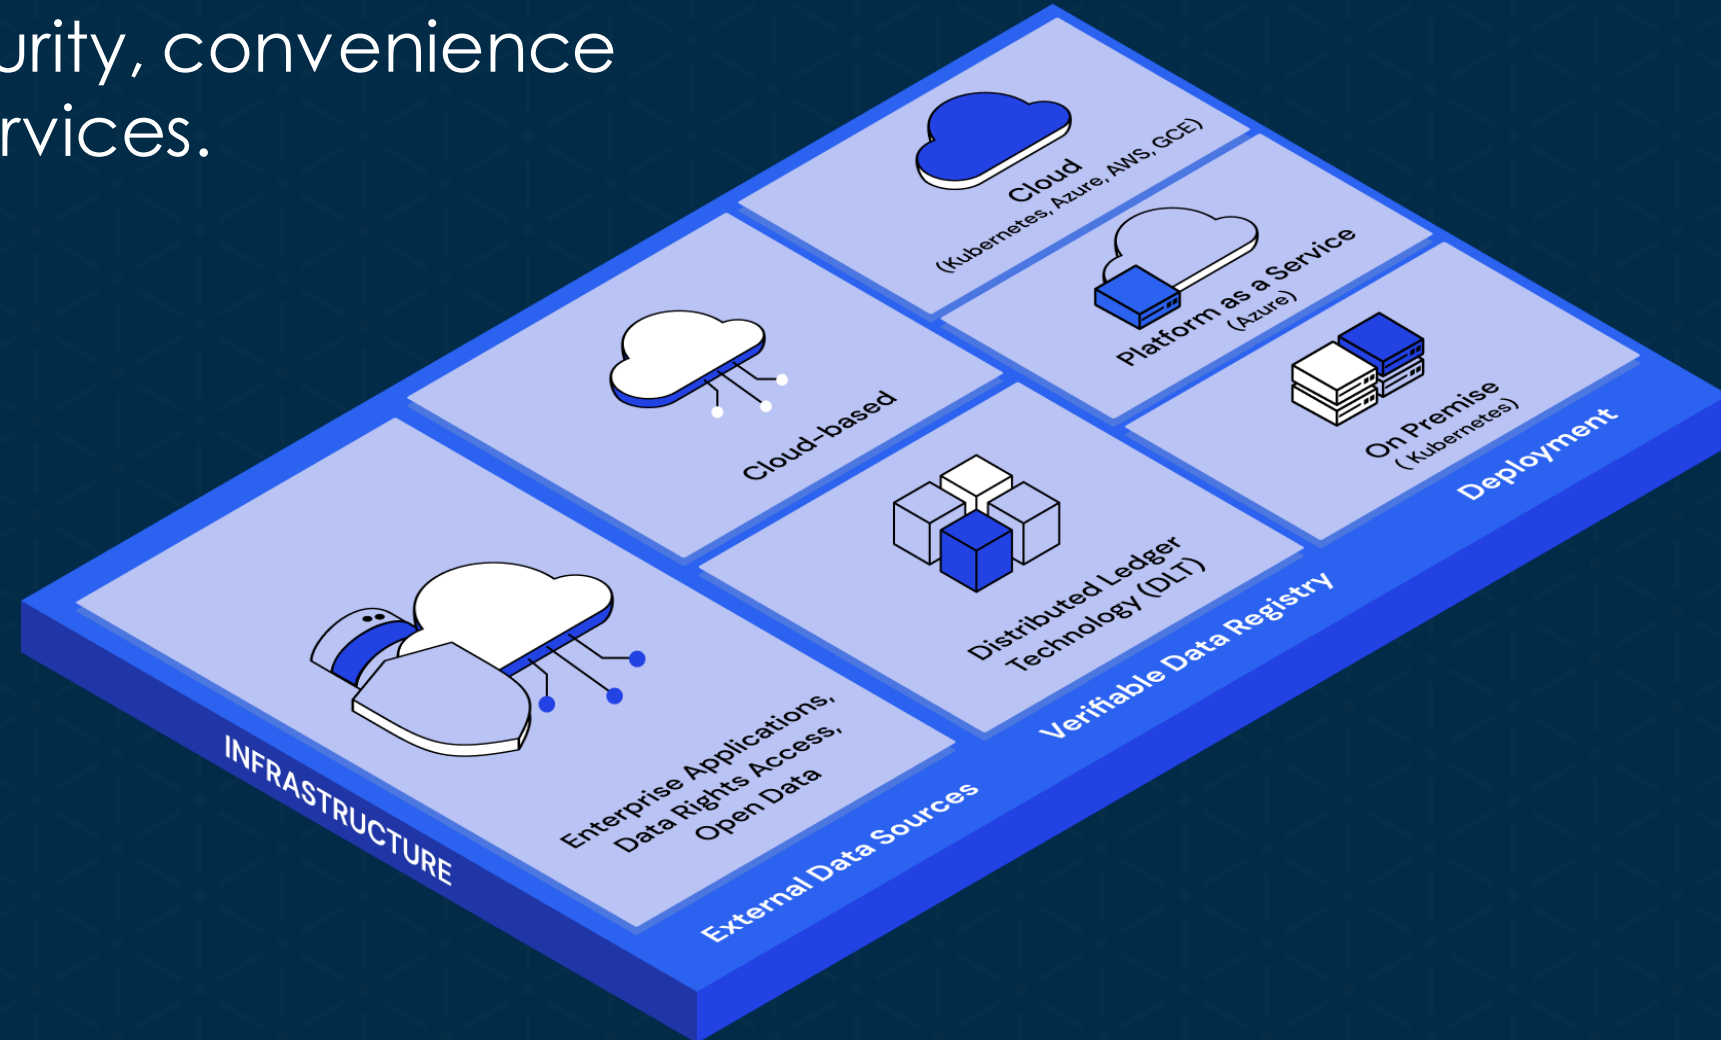 urity, convenience
rvices.
Cloud
(Kubernetes, Azure, AWS, GCE)
Platform as a Service
(Azure)
On Premise
( Kubernetes)
Deployment
Cloud-based
Distributed Ledger
Technology (DLT)
Verifiable Data Registry
Enterprise Applications,
Data Rights Access,
Open Data
External Data Sources
INFRASTRUCTURE